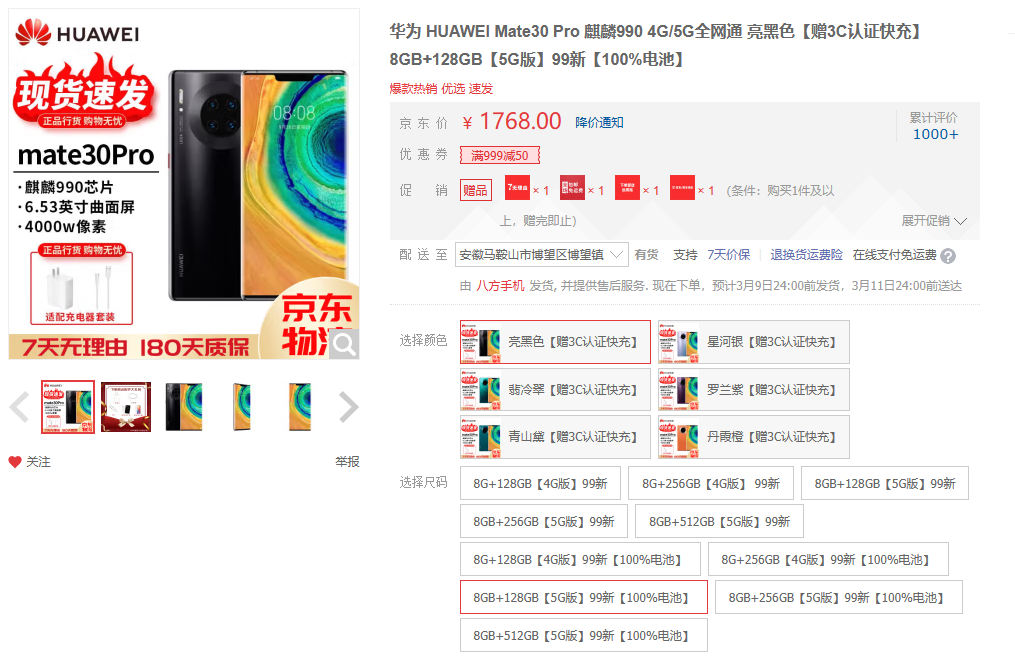 HUAWEI
现货速发
正品行货 购物无忧
mate30Pro
·麒麟990芯片
·6.53英寸曲面屏
·4000w像素
正品行货 购物无忧
适配充电器套装
08:08
HUAWEI
京东
物流
7天无理由 180天质保
关注
举报
华为 HUAWEI Mate30 Pro 麒麟990 4G/5G全网通 亮黑色【赠3C认证快充】
8GB+128GB【5G版】99新【100%电池】
爆款热销 优选 速发
京东价 ￥ 1768.00 降价通知
累计评价
1000+
优惠券 满999减50
促销 赠品 7天无理由 × 1 × 1 × 1 × 1 (条件：购买1件及以
上，赠完即止)
展开促销
配送至 安徽马鞍山市博望区博望镇 有货 支持 7天价保 退换货运费险 在线支付免运费 ?
由 八方手机 发货, 并提供售后服务. 现在下单，预计3月9日24:00前发货，3月11日24:00前送达
选择颜色 亮黑色【赠3C认证快充】 星河银【赠3C认证快充】
翡冷翠【赠3C认证快充】 罗兰紫【赠3C认证快充】
青山黛【赠3C认证快充】 丹霞橙【赠3C认证快充】
选择尺码 8G+128GB【4G版】99新 8G+256GB【4G版】 99新 8GB+128GB【5G版】99新
8GB+256GB【5G版】99新 8GB+512GB【5G版】99新
8G+128GB【4G版】99新【100%电池】 8G+256GB【4G版】99新【100%电池】
8GB+128GB【5G版】99新【100%电池】 8GB+256GB【5G版】99新【100%电池】
8GB+512GB【5G版】99新【100%电池】